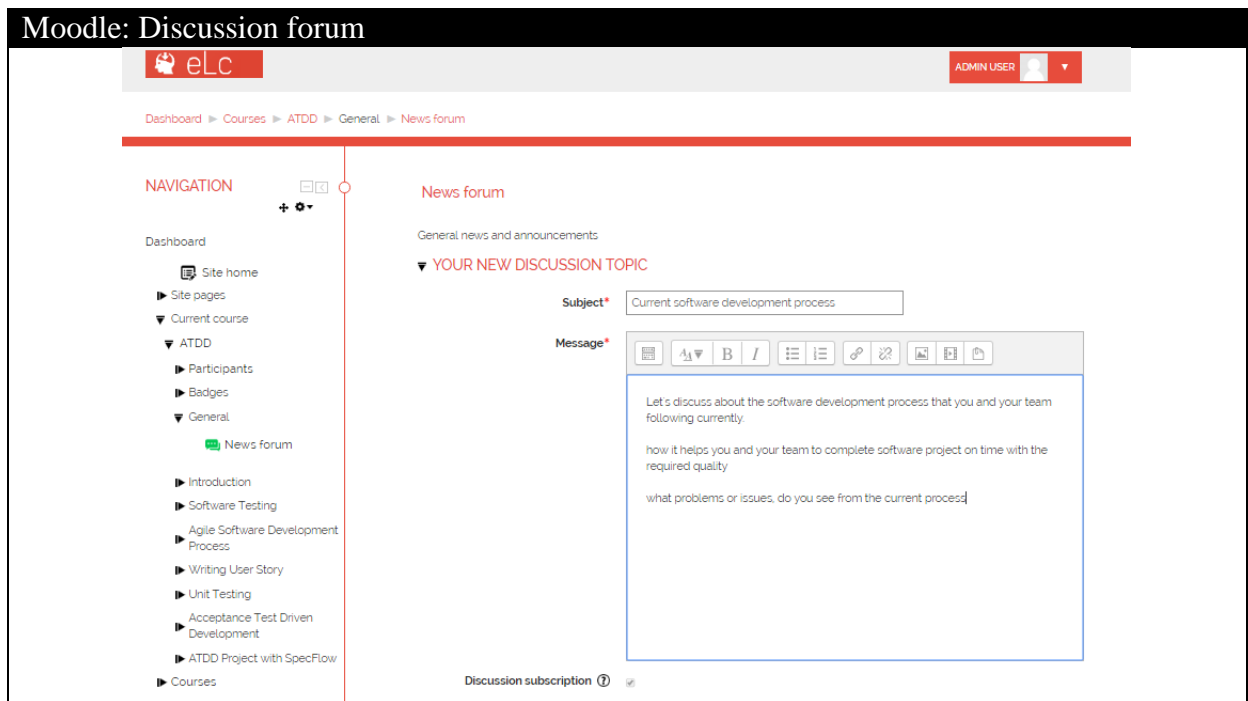 Moodle: Discussion forum
eLc
ADMIN USER
Dashboard Courses ATDD General News forum
NAVIGATION
Dashboard
Site home
Site pages
Current course
ATDD
Participants
Badges
General
News forum
Introduction
Software Testing
Agile Software Development
Process
Writing User Story
Unit Testing
Acceptance Test Driven
Development
ATDD Project with SpecFlow
Courses
News forum
General news and announcements
YOUR NEW DISCUSSION TOPIC
Subject*
Current software development process
Message*
B I
Let's discuss about the software development process that you and your team
following currently.
how it helps you and your team to complete software project on time with the
required quality
what problems or issues, do you see from the current process
Discussion subscription ?